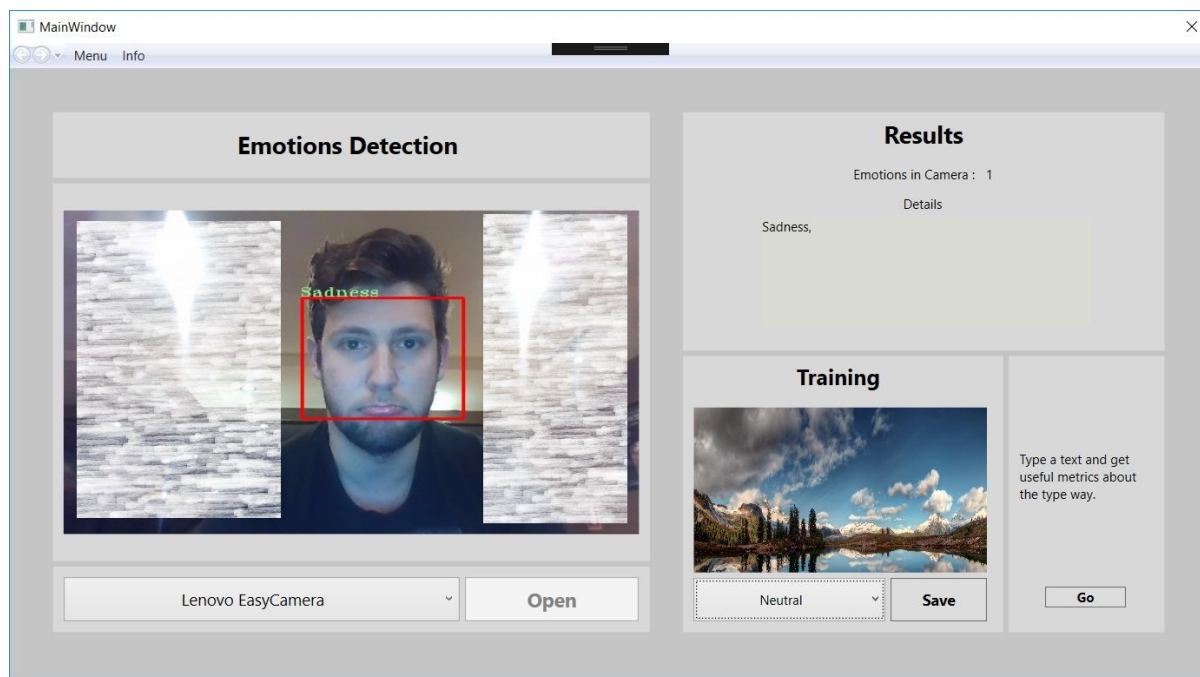 MainWindow
Menu Info
Emotions Detection
Sadness
Lenovo EasyCamera
Open
Results
Emotions in Camera : 1
Details
Sadness,
Training
Neutral
Save
Type a text and get
useful metrics about
the type way.
Go